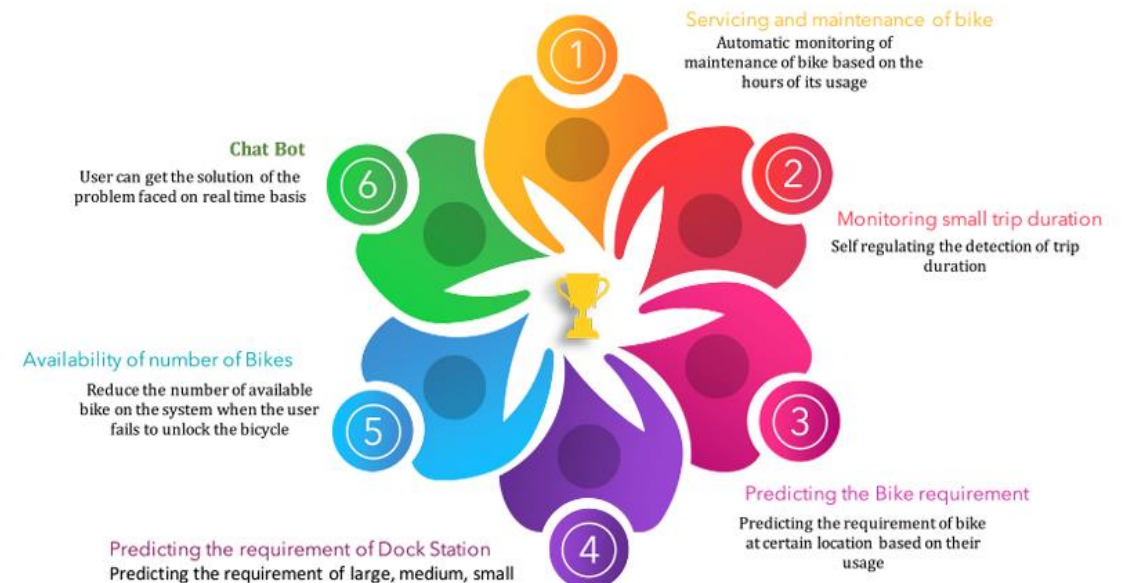 1
Servicing and maintenance of bike
Automatic monitoring of
maintenance of bike based on the
hours of its usage
2
Monitoring small trip duration
Self regulating the detection of trip
duration
3
Predicting the Bike requirement
Predicting the requirement of bike
at certain location based on their
usage
4
Predicting the requirement of Dock Station
Predicting the requirement of large, medium, small
5
Availability of number of Bikes
Reduce the number of available
bike on the system when the user
fails to unlock the bicycle
6
Chat Bot
User can get the solution of the
problem faced on real time basis